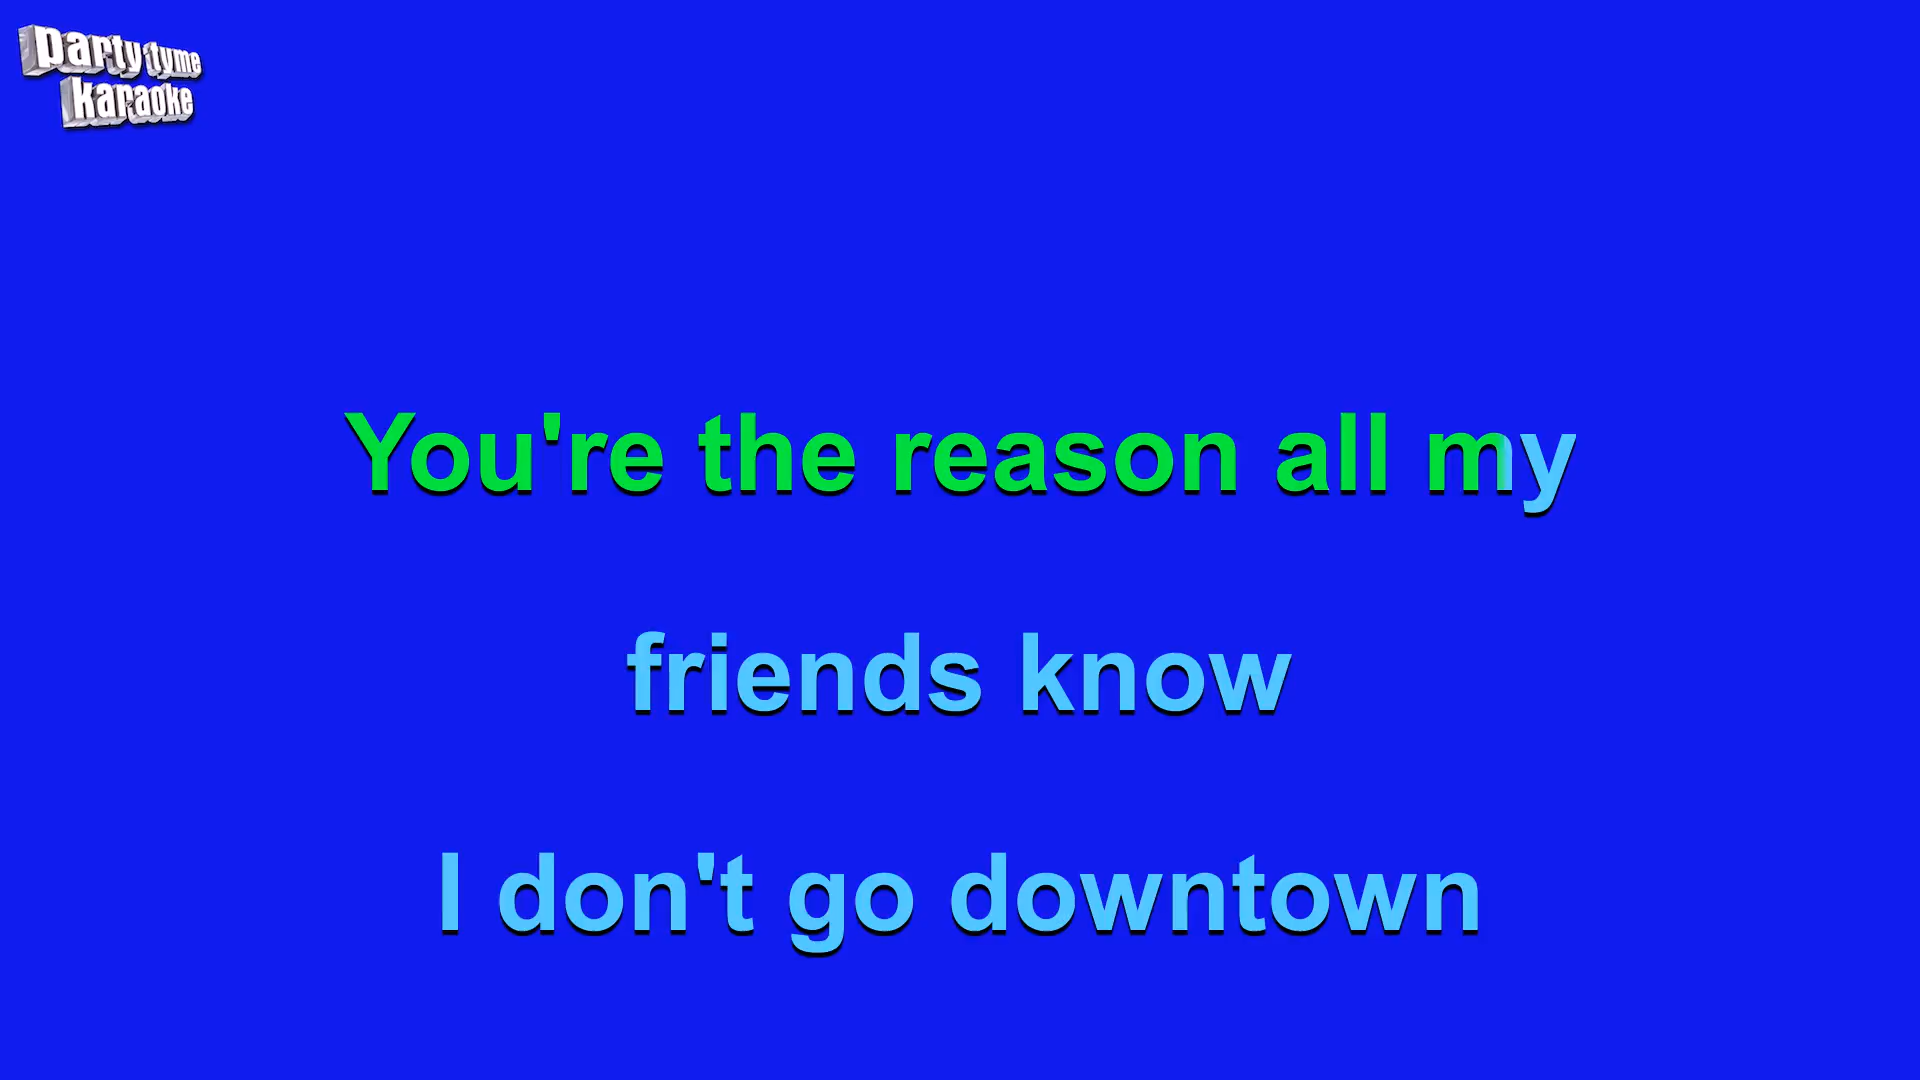 party tyme
karaoke
You're the reason all my
friends know
I don't go downtown